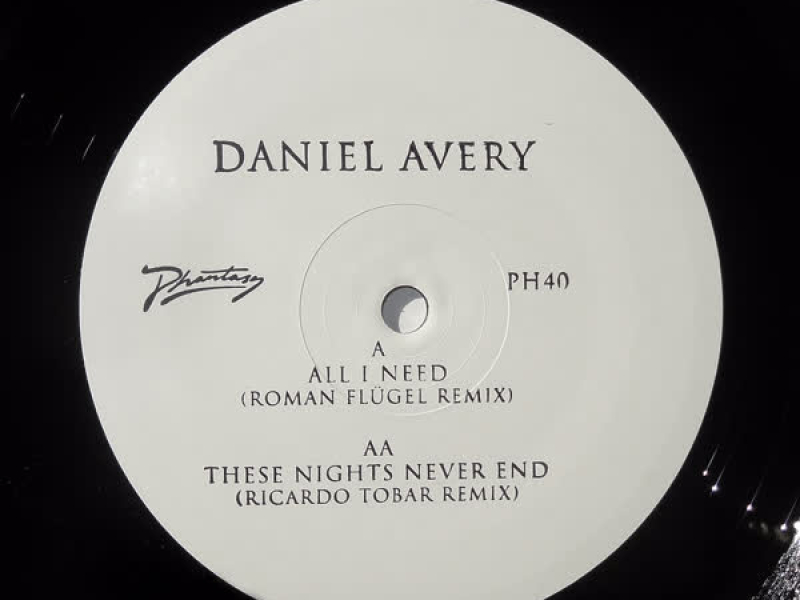 DANIEL AVERY
Phantasy
PH40
A
ALL I NEED
(ROMAN FLÜGEL REMIX)
AA
THESE NIGHTS NEVER END
(RICARDO TOBAR REMIX)